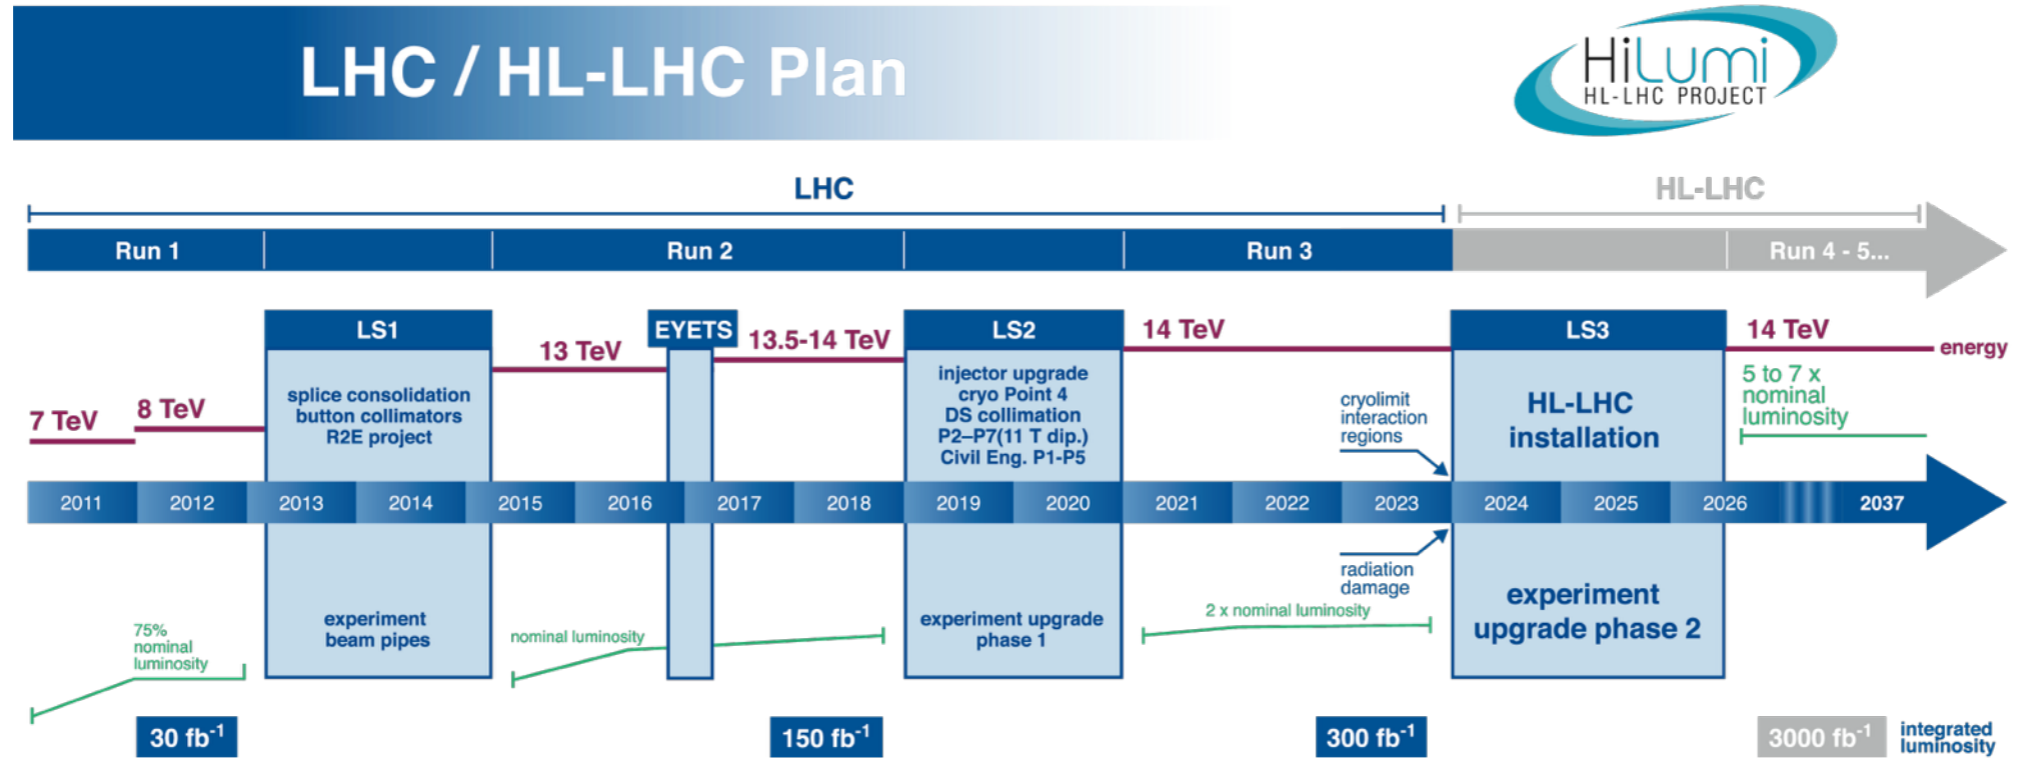 LHC / HL-LHC Plan
HiLumi
HL-LHC PROJECT
LHC
HL-LHC
Run 1
Run 2
Run 3
Run 4 - 5...
LS1
splice consolidation
button collimators
R2E project
EYETS
LS2
injector upgrade
cryo Point 4
DS collimation
P2–P7(11 T dip.)
Civil Eng. P1-P5
LS3
HL-LHC
installation
7 TeV
8 TeV
13 TeV
13.5-14 TeV
14 TeV
14 TeV
energy
5 to 7 x
nominal
luminosity
cryolimit
interaction
regions
2011 2012 2013 2014 2015 2016 2017 2018 2019 2020 2021 2022 2023 2024 2025 2026 2037
radiation
damage
75%
nominal
luminosity
experiment
beam pipes
nominal luminosity
experiment upgrade
phase 1
2 x nominal luminosity
experiment
upgrade phase 2
30 fb⁻¹
150 fb⁻¹
300 fb⁻¹
3000 fb⁻¹
integrated
luminosity